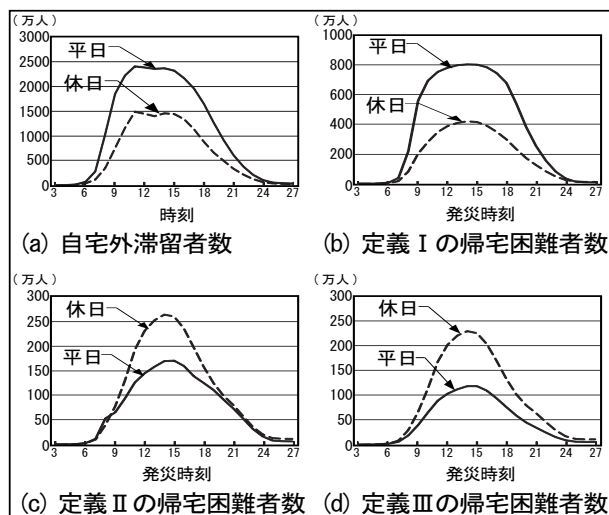 (万人)
3000
2500
2000
1500
1000
500
0
平日
休日
3 6 9 12 15 18 21 24 27
時刻
(a) 自宅外滞留者数
(万人)
1000
800
600
400
200
0
平日
休日
3 6 9 12 15 18 21 24 27
発災時刻
(b) 定義Ⅰの帰宅困難者数
(万人)
300
250
200
150
100
50
0
休日
平日
3 6 9 12 15 18 21 24 27
発災時刻
(c) 定義Ⅱの帰宅困難者数
(万人)
300
250
200
150
100
50
0
休日
平日
3 6 9 12 15 18 21 24 27
発災時刻
(d) 定義Ⅲの帰宅困難者数